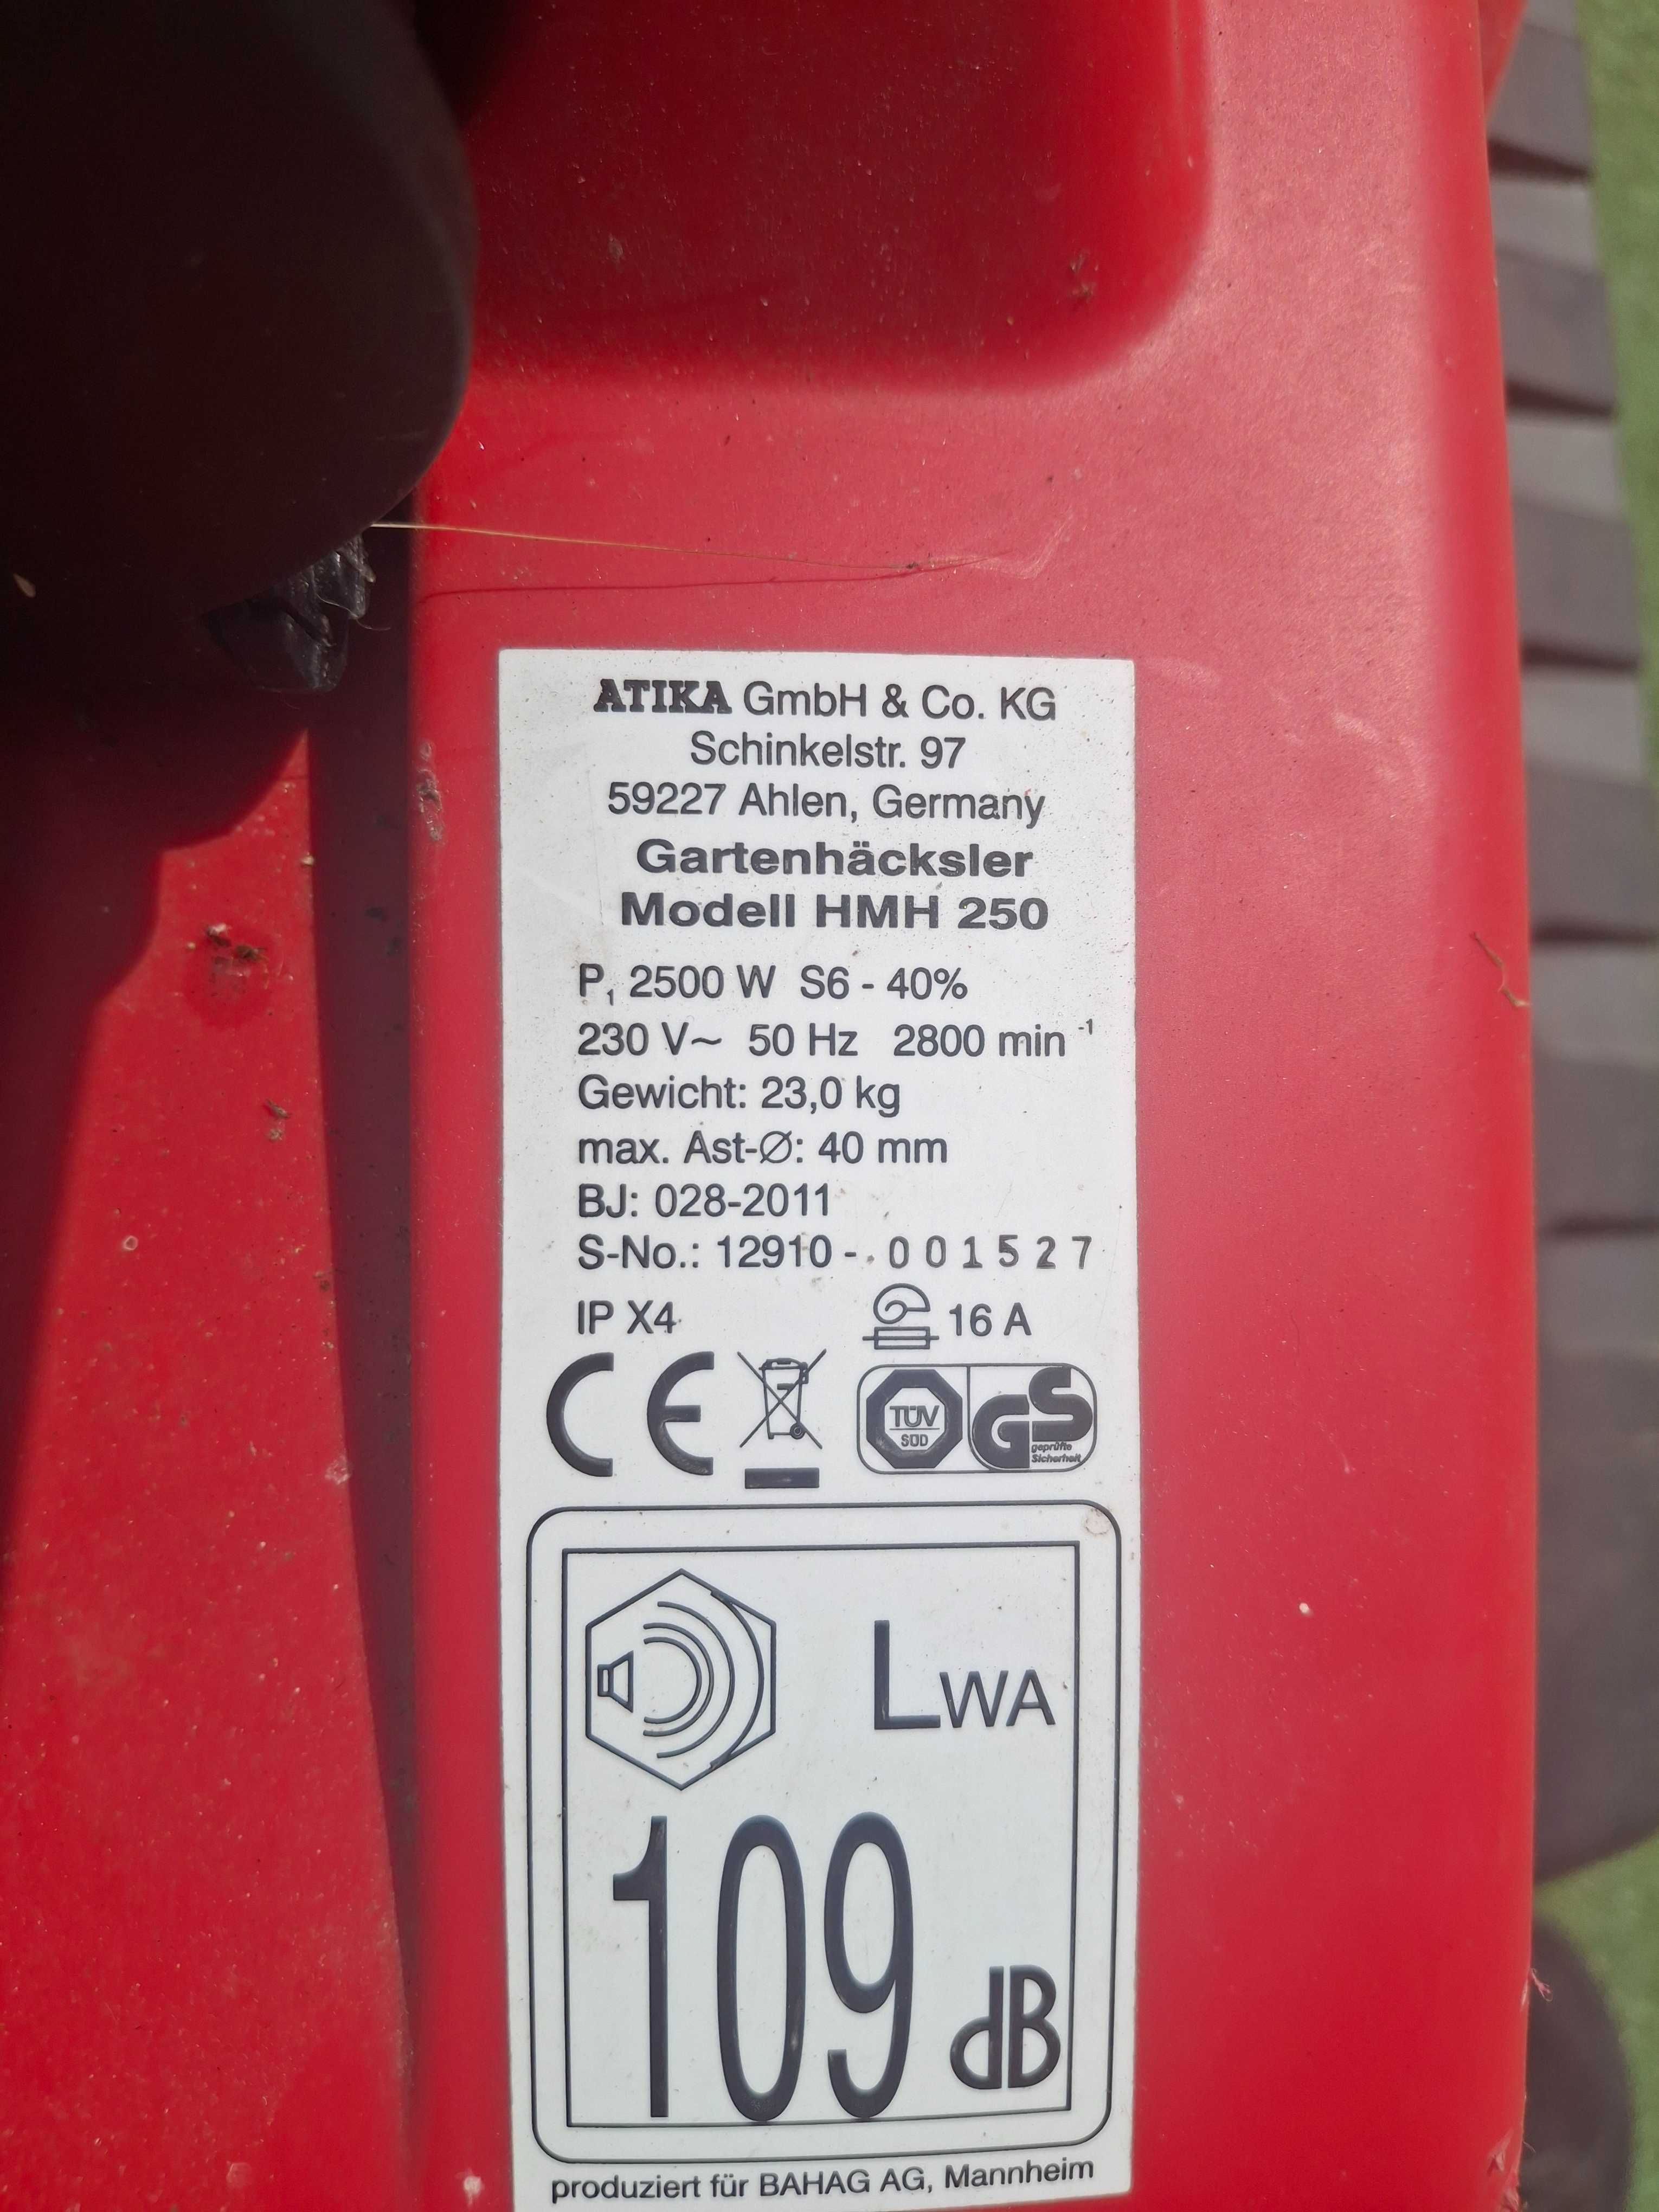 ATIKA GmbH & Co. KG
Schinkelstr. 97
59227 Ahlen, Germany
Gartenhäcksler
Modell HMH 250
P₁ 2500 W S6 - 40%
230 V~ 50 Hz 2800 min⁻¹
Gewicht: 23,0 kg
max. Ast-Ø: 40 mm
BJ: 028-2011
S-No.: 12910 - 001527
IP X4 16 A
CE TÜV SÜD GS geprüfte Sicherheit
LWA
109 dB
produziert für BAHAG AG, Mannheim